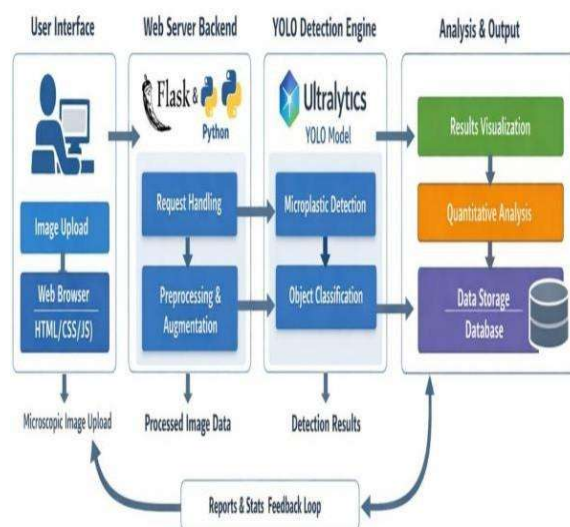 User Interface
Web Server Backend
YOLO Detection Engine
Analysis & Output
Flask &
Python
Ultralytics
YOLO Model
Results Visualization
Image Upload
Request Handling
Microplastic Detection
Quantitative Analysis
Web Browser
HTML/CSS/JS)
Preprocessing &
Augmentation
Object Classification
Data Storage
Database
Microscopic Image Upload
Processed Image Data
Detection Results
Reports & Stats Feedback Loop